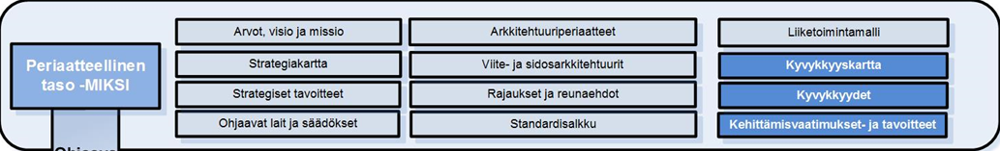 Periaatteellinen
taso -MIKSI
Arvot, visio ja missio
Strategiakartta
Strategiset tavoitteet
Ohjaavat lait ja säädökset
Arkkitehtuuriperiaatteet
Viite- ja sidosarkkitehtuurit
Rajaukset ja reunaehdot
Standardisalkku
Liiketoimintamalli
Kyvykkyyskartta
Kyvykkyydet
Kehittämisvaatimukset- ja tavoitteet